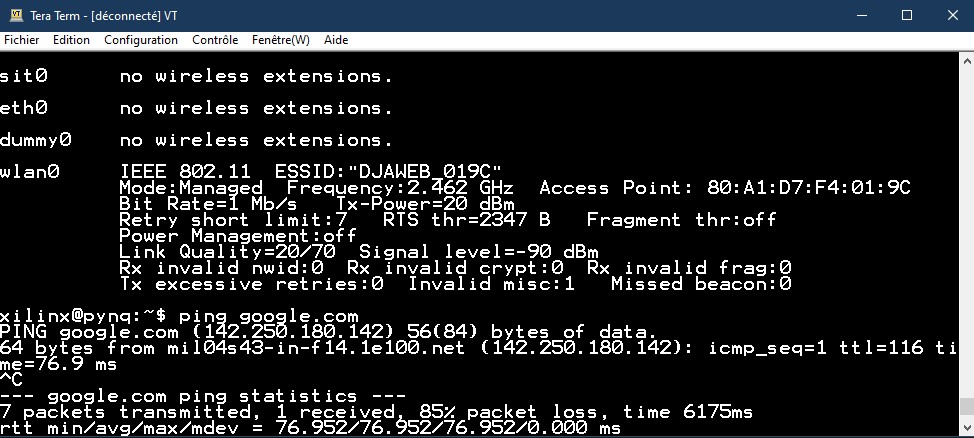 Tera Term - [déconnecté] VT
Fichier Edition Configuration Contrôle Fenêtre(W) Aide
sit0 no wireless extensions.
eth0 no wireless extensions.
dummy0 no wireless extensions.
wlan0 IEEE 802.11 ESSID:"DJAWEB_019C"
Mode:Managed Frequency:2.462 GHz Access Point: 80:A1:D7:F4:01:9C
Bit Rate=1 Mb/s Tx-Power=20 dBm
Retry short limit:7 RTS thr=2347 B Fragment thr:off
Power Management:off
Link Quality=20/70 Signal level=-90 dBm
Rx invalid nwid:0 Rx invalid crypt:0 Rx invalid frag:0
Tx excessive retries:0 Invalid misc:1 Missed beacon:0
xilinx@pynq:~$ ping google.com
PING google.com (142.250.180.142) 56(84) bytes of data.
64 bytes from mil04s43-in-f14.1e100.net (142.250.180.142): icmp_seq=1 ttl=116 ti
me=76.9 ms
^C
--- google.com ping statistics ---
7 packets transmitted, 1 received, 85% packet loss, time 6175ms
rtt min/avg/max/mdev = 76.952/76.952/76.952/0.000 ms